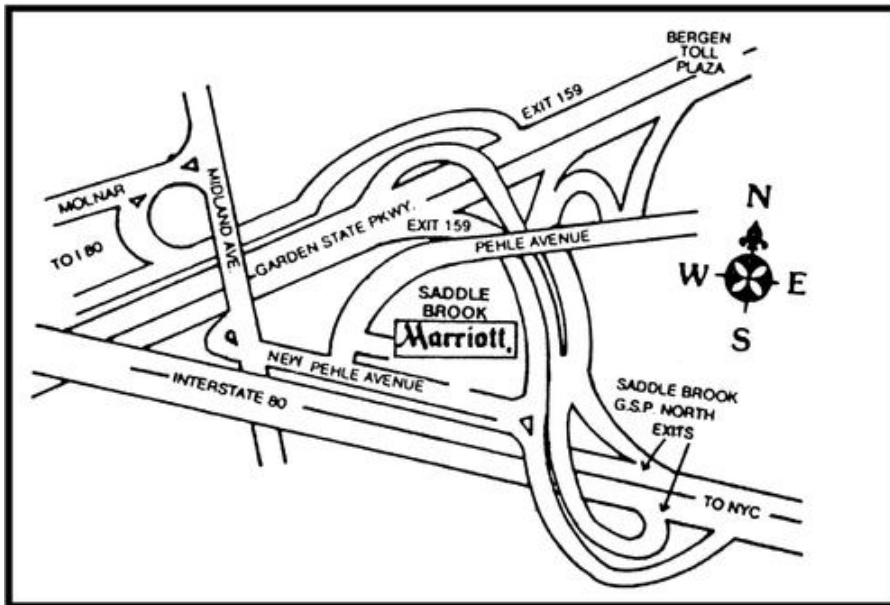 BERGEN
TOLL
PLAZA
EXIT 159
MOLNAR
MIDLAND AVE.
TO I 80
GARDEN STATE PKWY.
EXIT 159
PEHLE AVENUE
N
W
E
S
SADDLE
BROOK
Marriott.
NEW PEHLE AVENUE
INTERSTATE 80
SADDLE BROOK
G.S.P. NORTH
EXITS
TO NYC